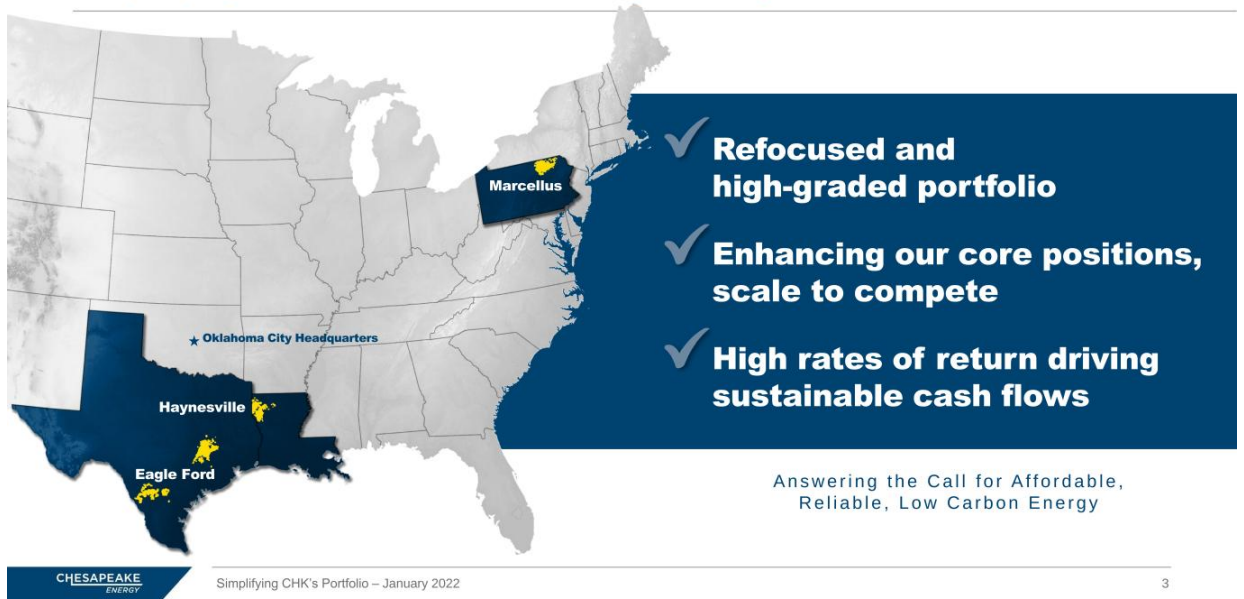 Marcellus
Oklahoma City Headquarters
Haynesville
Eagle Ford
Refocused and
high-graded portfolio
Enhancing our core positions,
scale to compete
High rates of return driving
sustainable cash flows
Answering the Call for Affordable,
Reliable, Low Carbon Energy
CHESAPEAKE
ENERGY
Simplifying CHK's Portfolio – January 2022
3